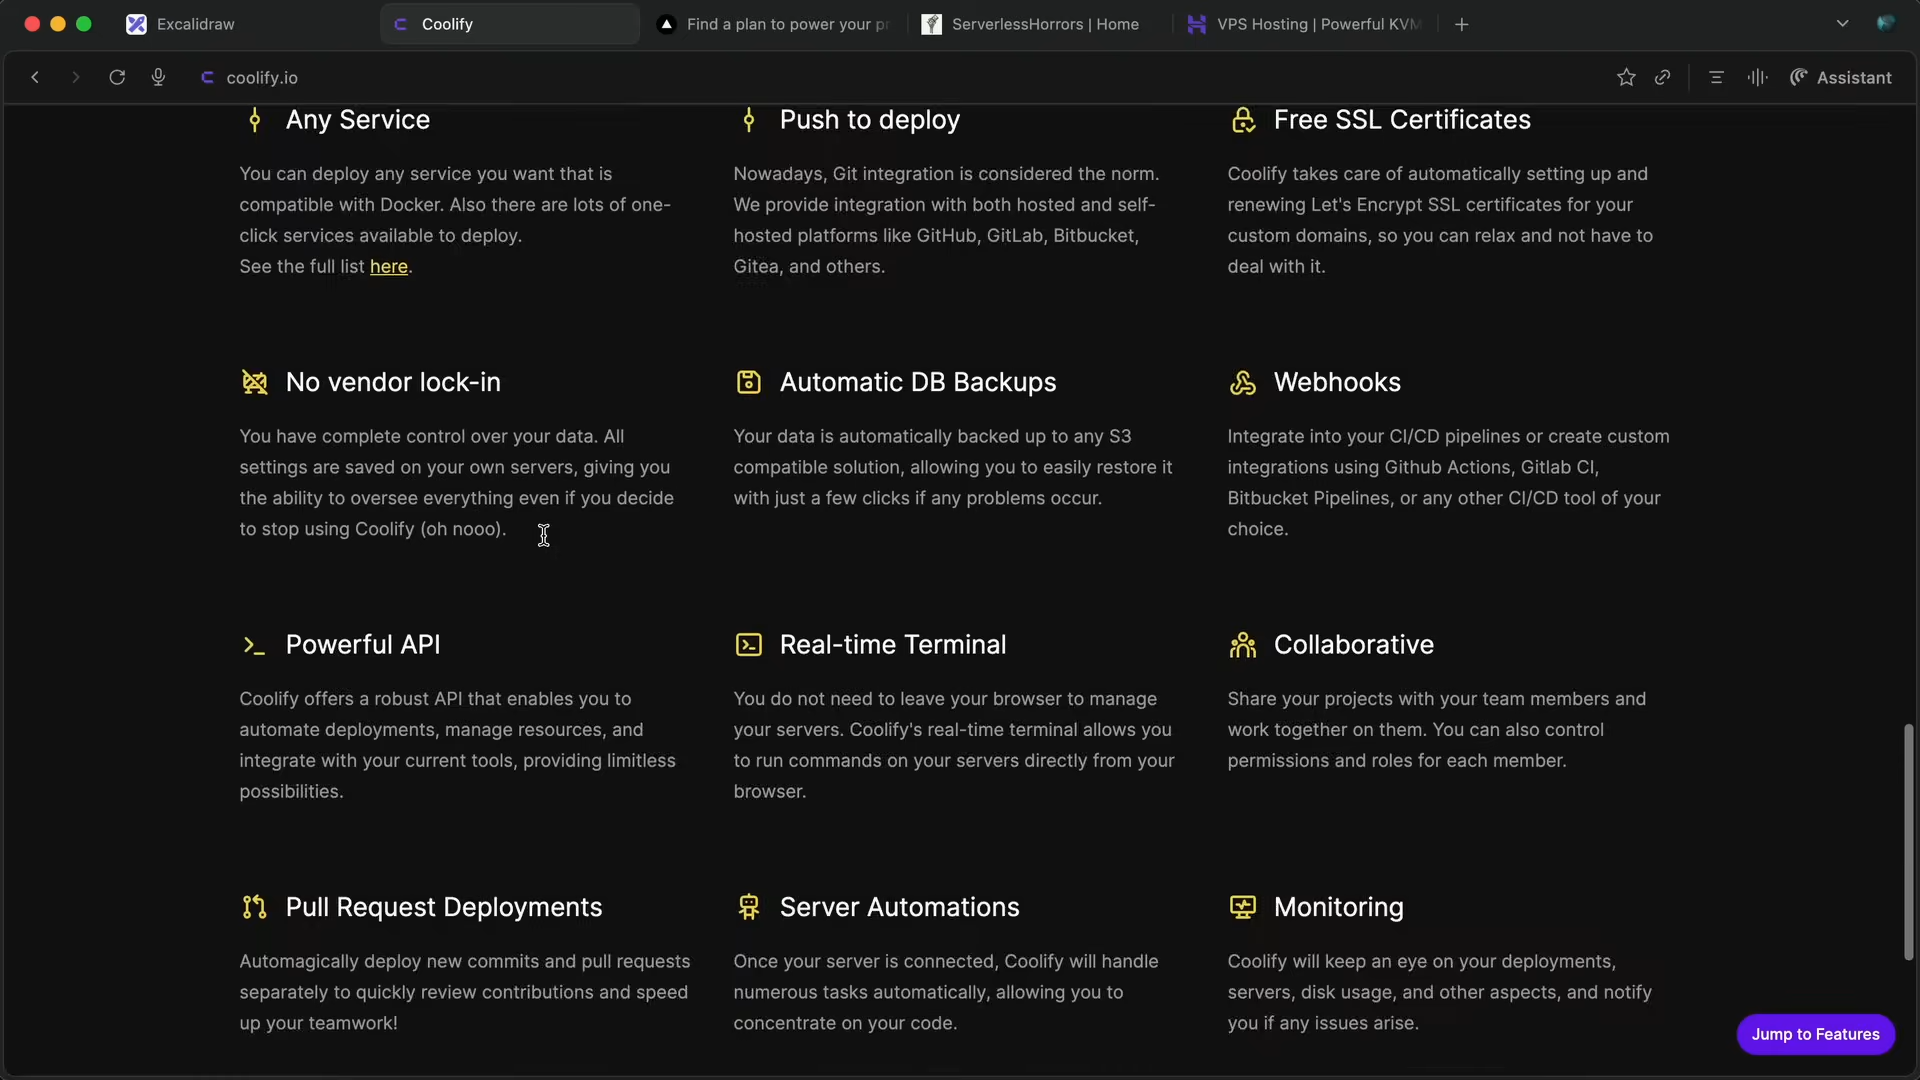 Excalidraw
Coolify
Find a plan to power your pr
ServerlessHorrors | Home
VPS Hosting | Powerful KVM
coolify.io
Assistant
Any Service
You can deploy any service you want that is
compatible with Docker. Also there are lots of one-
click services available to deploy.
See the full list here.
Push to deploy
Nowadays, Git integration is considered the norm.
We provide integration with both hosted and self-
hosted platforms like GitHub, GitLab, Bitbucket,
Gitea, and others.
Free SSL Certificates
Coolify takes care of automatically setting up and
renewing Let's Encrypt SSL certificates for your
custom domains, so you can relax and not have to
deal with it.
No vendor lock-in
You have complete control over your data. All
settings are saved on your own servers, giving you
the ability to oversee everything even if you decide
to stop using Coolify (oh nooo).
Automatic DB Backups
Your data is automatically backed up to any S3
compatible solution, allowing you to easily restore it
with just a few clicks if any problems occur.
Webhooks
Integrate into your CI/CD pipelines or create custom
integrations using Github Actions, Gitlab CI,
Bitbucket Pipelines, or any other CI/CD tool of your
choice.
Powerful API
Coolify offers a robust API that enables you to
automate deployments, manage resources, and
integrate with your current tools, providing limitless
possibilities.
Real-time Terminal
You do not need to leave your browser to manage
your servers. Coolify's real-time terminal allows you
to run commands on your servers directly from your
browser.
Collaborative
Share your projects with your team members and
work together on them. You can also control
permissions and roles for each member.
Pull Request Deployments
Automagically deploy new commits and pull requests
separately to quickly review contributions and speed
up your teamwork!
Server Automations
Once your server is connected, Coolify will handle
numerous tasks automatically, allowing you to
concentrate on your code.
Monitoring
Coolify will keep an eye on your deployments,
servers, disk usage, and other aspects, and notify
you if any issues arise.
Jump to Features